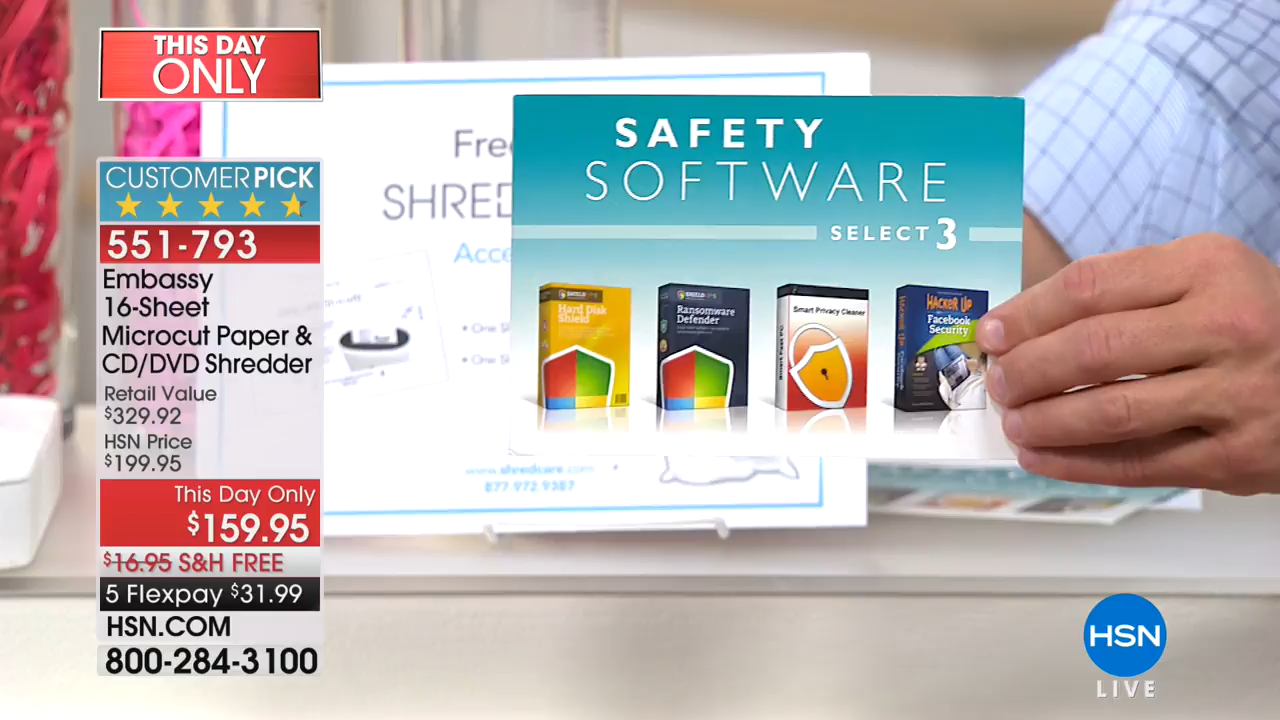 THIS DAY
ONLY
CUSTOMER PICK
551-793
Embassy
16-Sheet
Microcut Paper &
CD/DVD Shredder
Retail Value
$329.92
HSN Price
$199.95
This Day Only
$159.95
$16.95 S&H FREE
5 Flexpay $31.99
HSN.COM
800-284-3100
SAFETY
SOFTWARE
SELECT 3
Hard Disk
Shield
Ransomware
Defender
Smart Privacy Cleaner
HACKER UP
Facebook
Security
Fre
SHRED
Acce
• One S
• One S
www.shredcare.com
877.972.9387
HSN
LIVE